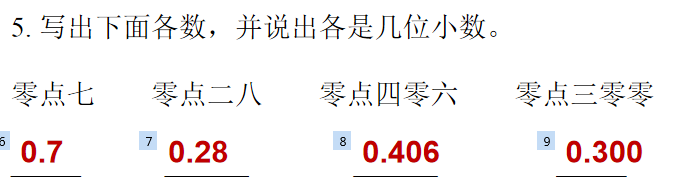 5. 写出下面各数，并说出各是几位小数。
零点七 零点二八 零点四零六 零点三零零
6 0.7 7 0.28 8 0.406 9 0.300